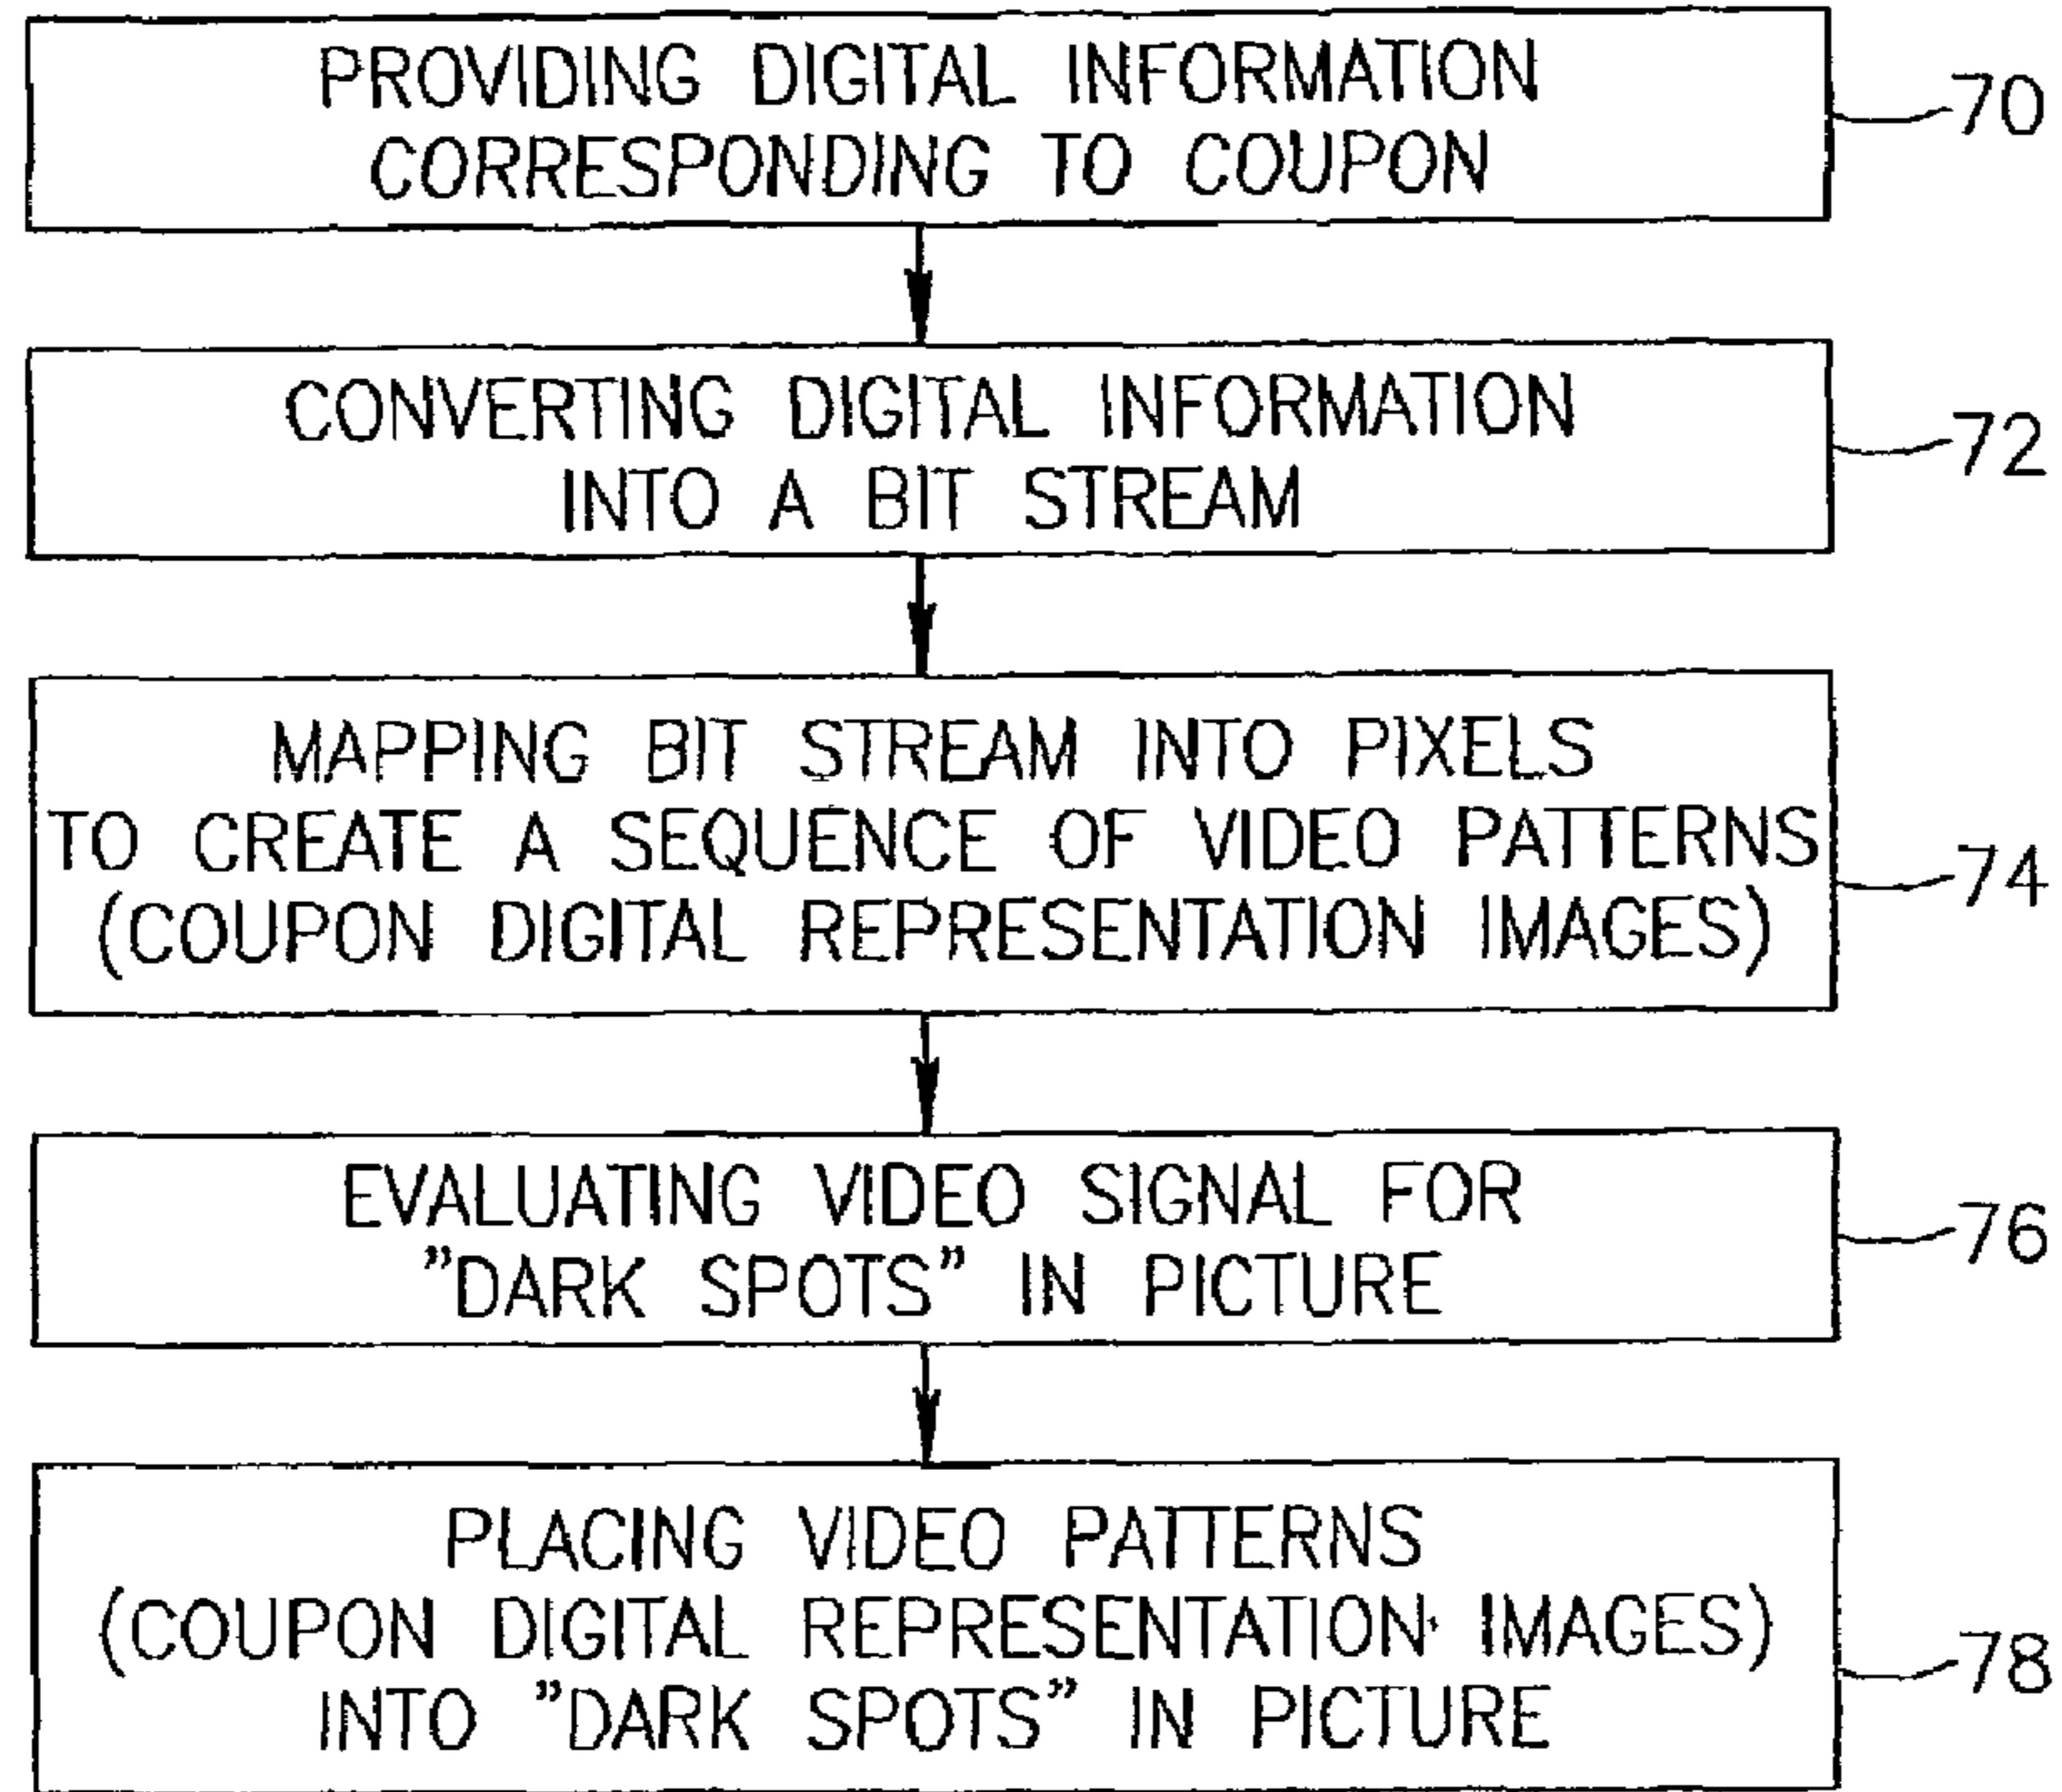 PROVIDING DIGITAL INFORMATION
CORRESPONDING TO COUPON
70
CONVERTING DIGITAL INFORMATION
INTO A BIT STREAM
72
MAPPING BIT STREAM INTO PIXELS
TO CREATE A SEQUENCE OF VIDEO PATTERNS
(COUPON DIGITAL REPRESENTATION IMAGES)
74
EVALUATING VIDEO SIGNAL FOR
"DARK SPOTS" IN PICTURE
76
PLACING VIDEO PATTERNS
(COUPON DIGITAL REPRESENTATION IMAGES)
INTO "DARK SPOTS" IN PICTURE
78